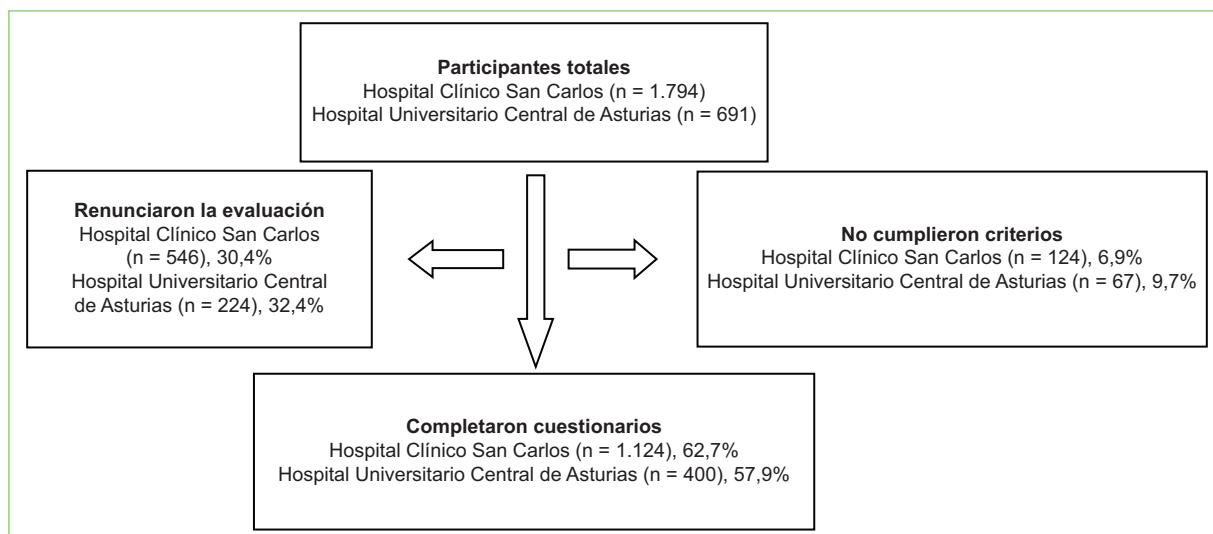 Participantes totales
Hospital Clínico San Carlos (n = 1.794)
Hospital Universitario Central de Asturias (n = 691)
Renunciaron la evaluación
Hospital Clínico San Carlos
(n = 546), 30,4%
Hospital Universitario Central
de Asturias (n = 224), 32,4%
No cumplieron criterios
Hospital Clínico San Carlos (n = 124), 6,9%
Hospital Universitario Central de Asturias (n = 67), 9,7%
Completaron cuestionarios
Hospital Clínico San Carlos (n = 1.124), 62,7%
Hospital Universitario Central de Asturias (n = 400), 57,9%